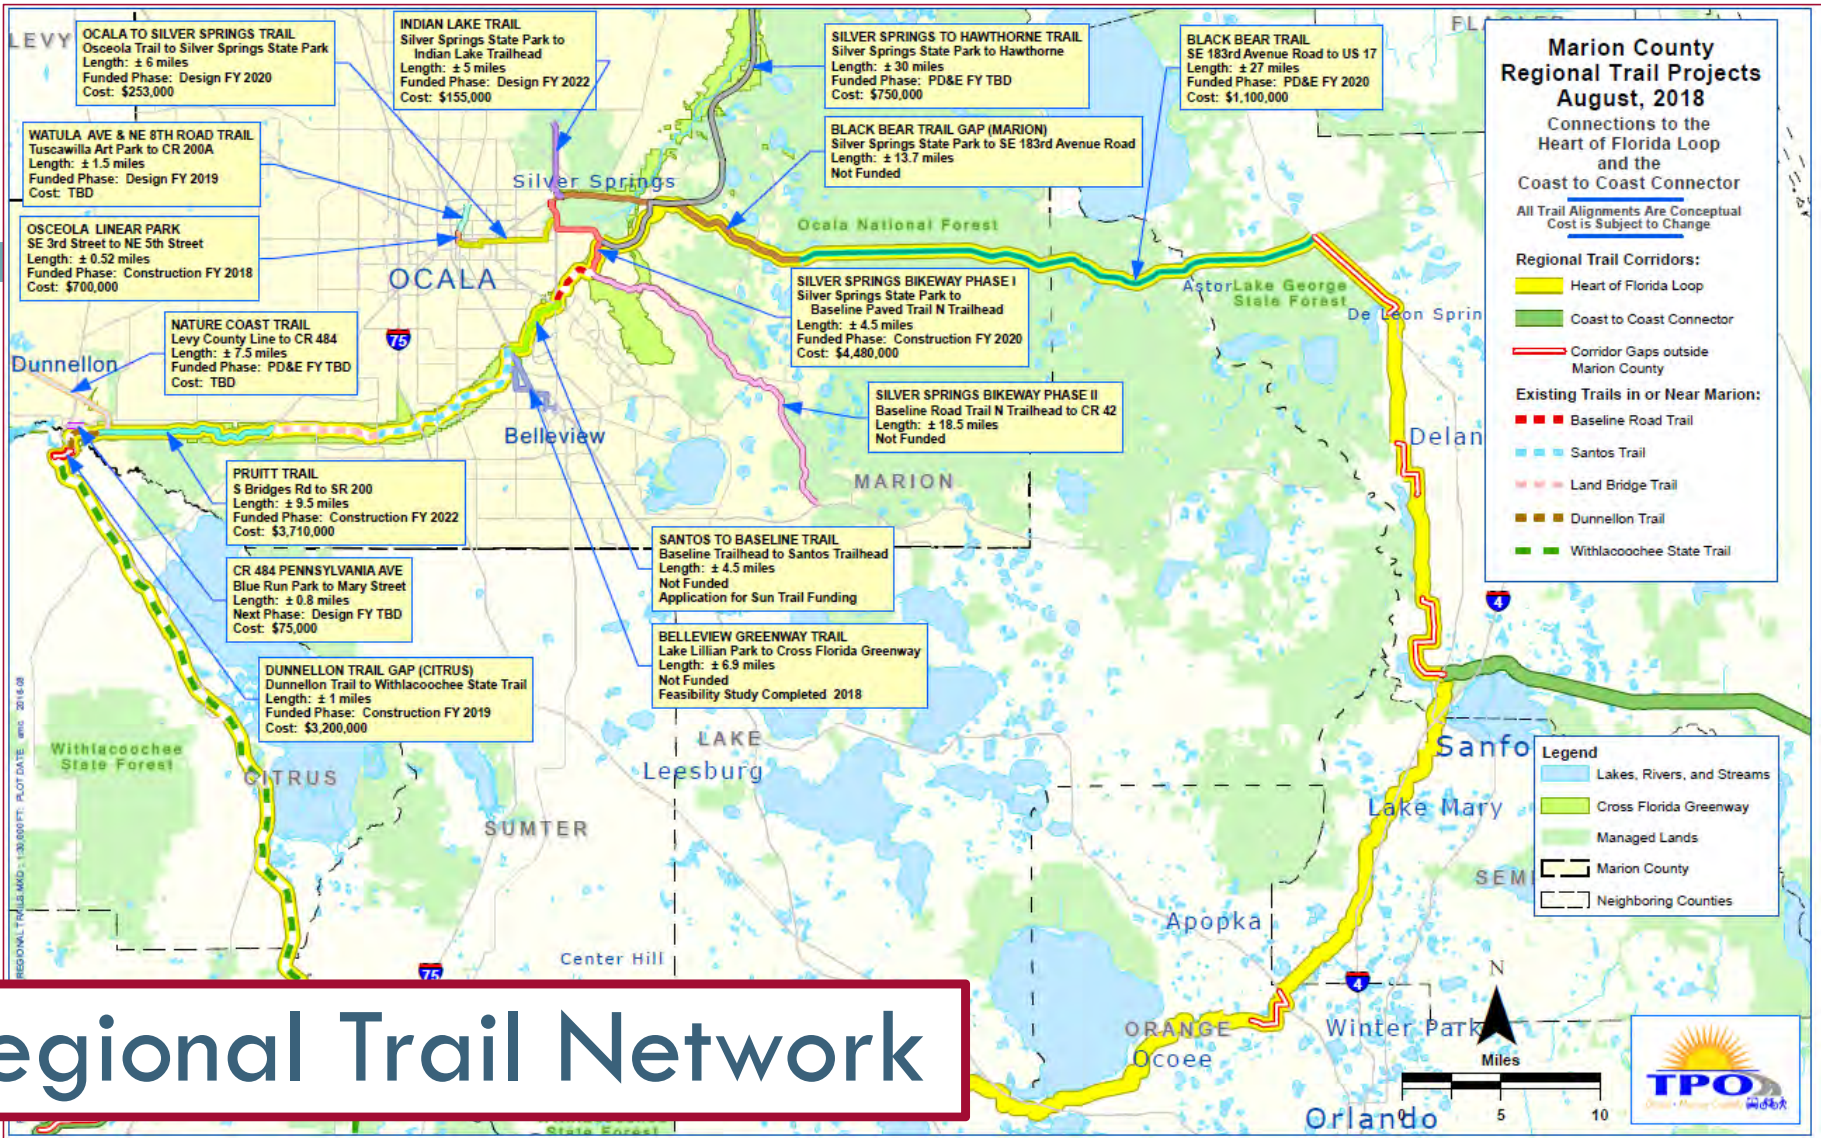 LEVY
OCALA TO SILVER SPRINGS TRAIL
Osceola Trail to Silver Springs State Park
Length: ± 6 miles
Funded Phase: Design FY 2020
Cost: $253,000
INDIAN LAKE TRAIL
Silver Springs State Park to
Indian Lake Trailhead
Length: ± 5 miles
Funded Phase: Design FY 2022
Cost: $155,000
SILVER SPRINGS TO HAWTHORNE TRAIL
Silver Springs State Park to Hawthorne
Length: ± 30 miles
Funded Phase: PD&E FY TBD
Cost: $750,000
BLACK BEAR TRAIL
SE 183rd Avenue Road to US 17
Length: ± 27 miles
Funded Phase: PD&E FY 2020
Cost: $1,100,000
Marion County
Regional Trail Projects
August, 2018
Connections to the
Heart of Florida Loop
and the
Coast to Coast Connector
All Trail Alignments Are Conceptual
Cost is Subject to Change
Regional Trail Corridors:
Heart of Florida Loop
Coast to Coast Connector
Corridor Gaps outside
Marion County
Existing Trails in or Near Marion:
Baseline Road Trail
Santos Trail
Land Bridge Trail
Dunnellon Trail
Withlacoochee State Trail
WATULA AVE & NE 8TH ROAD TRAIL
Tuscawilla Art Park to CR 200A
Length: ± 1.5 miles
Funded Phase: Design FY 2019
Cost: TBD
BLACK BEAR TRAIL GAP (MARION)
Silver Springs State Park to SE 183rd Avenue Road
Length: ± 13.7 miles
Not Funded
Silver Springs
OSCEOLA LINEAR PARK
SE 3rd Street to NE 5th Street
Length: ± 0.52 miles
Funded Phase: Construction FY 2018
Cost: $700,000
Ocala National Forest
OCALA
SILVER SPRINGS BIKEWAY PHASE I
Silver Springs State Park to
Baseline Paved Trail N Trailhead
Length: ± 4.5 miles
Funded Phase: Construction FY 2020
Cost: $4,480,000
Astor
Lake George
State Forest
De Leon Sprin
NATURE COAST TRAIL
Levy County Line to CR 484
Length: ± 7.5 miles
Funded Phase: PD&E FY TBD
Cost: TBD
75
Dunnellon
SILVER SPRINGS BIKEWAY PHASE II
Baseline Road Trail N Trailhead to CR 42
Length: ± 18.5 miles
Not Funded
Belleview
Delan
MARION
PRUITT TRAIL
S Bridges Rd to SR 200
Length: ± 9.5 miles
Funded Phase: Construction FY 2022
Cost: $3,710,000
SANTOS TO BASELINE TRAIL
Baseline Trailhead to Santos Trailhead
Length: ± 4.5 miles
Not Funded
Application for Sun Trail Funding
CR 484 PENNSYLVANIA AVE
Blue Run Park to Mary Street
Length: ± 0.8 miles
Next Phase: Design FY TBD
Cost: $75,000
4
BELLEVIEW GREENWAY TRAIL
Lake Lillian Park to Cross Florida Greenway
Length: ± 6.9 miles
Not Funded
Feasibility Study Completed 2018
DUNNELLON TRAIL GAP (CITRUS)
Dunnellon Trail to Withlacoochee State Trail
Length: ± 1 miles
Funded Phase: Construction FY 2019
Cost: $3,200,000
Withlacoochee
State Forest
CITRUS
LAKE
Leesburg
SUMTER
Sanfo
Lake Mary
SEMI
Legend
Lakes, Rivers, and Streams
Cross Florida Greenway
Managed Lands
Marion County
Neighboring Counties
Apopka
Center Hill
75
4
N
ORANGE
Ocoee
Winter Park
Miles
0 5 10
Orlando
TPO
egional Trail Network
State Forest